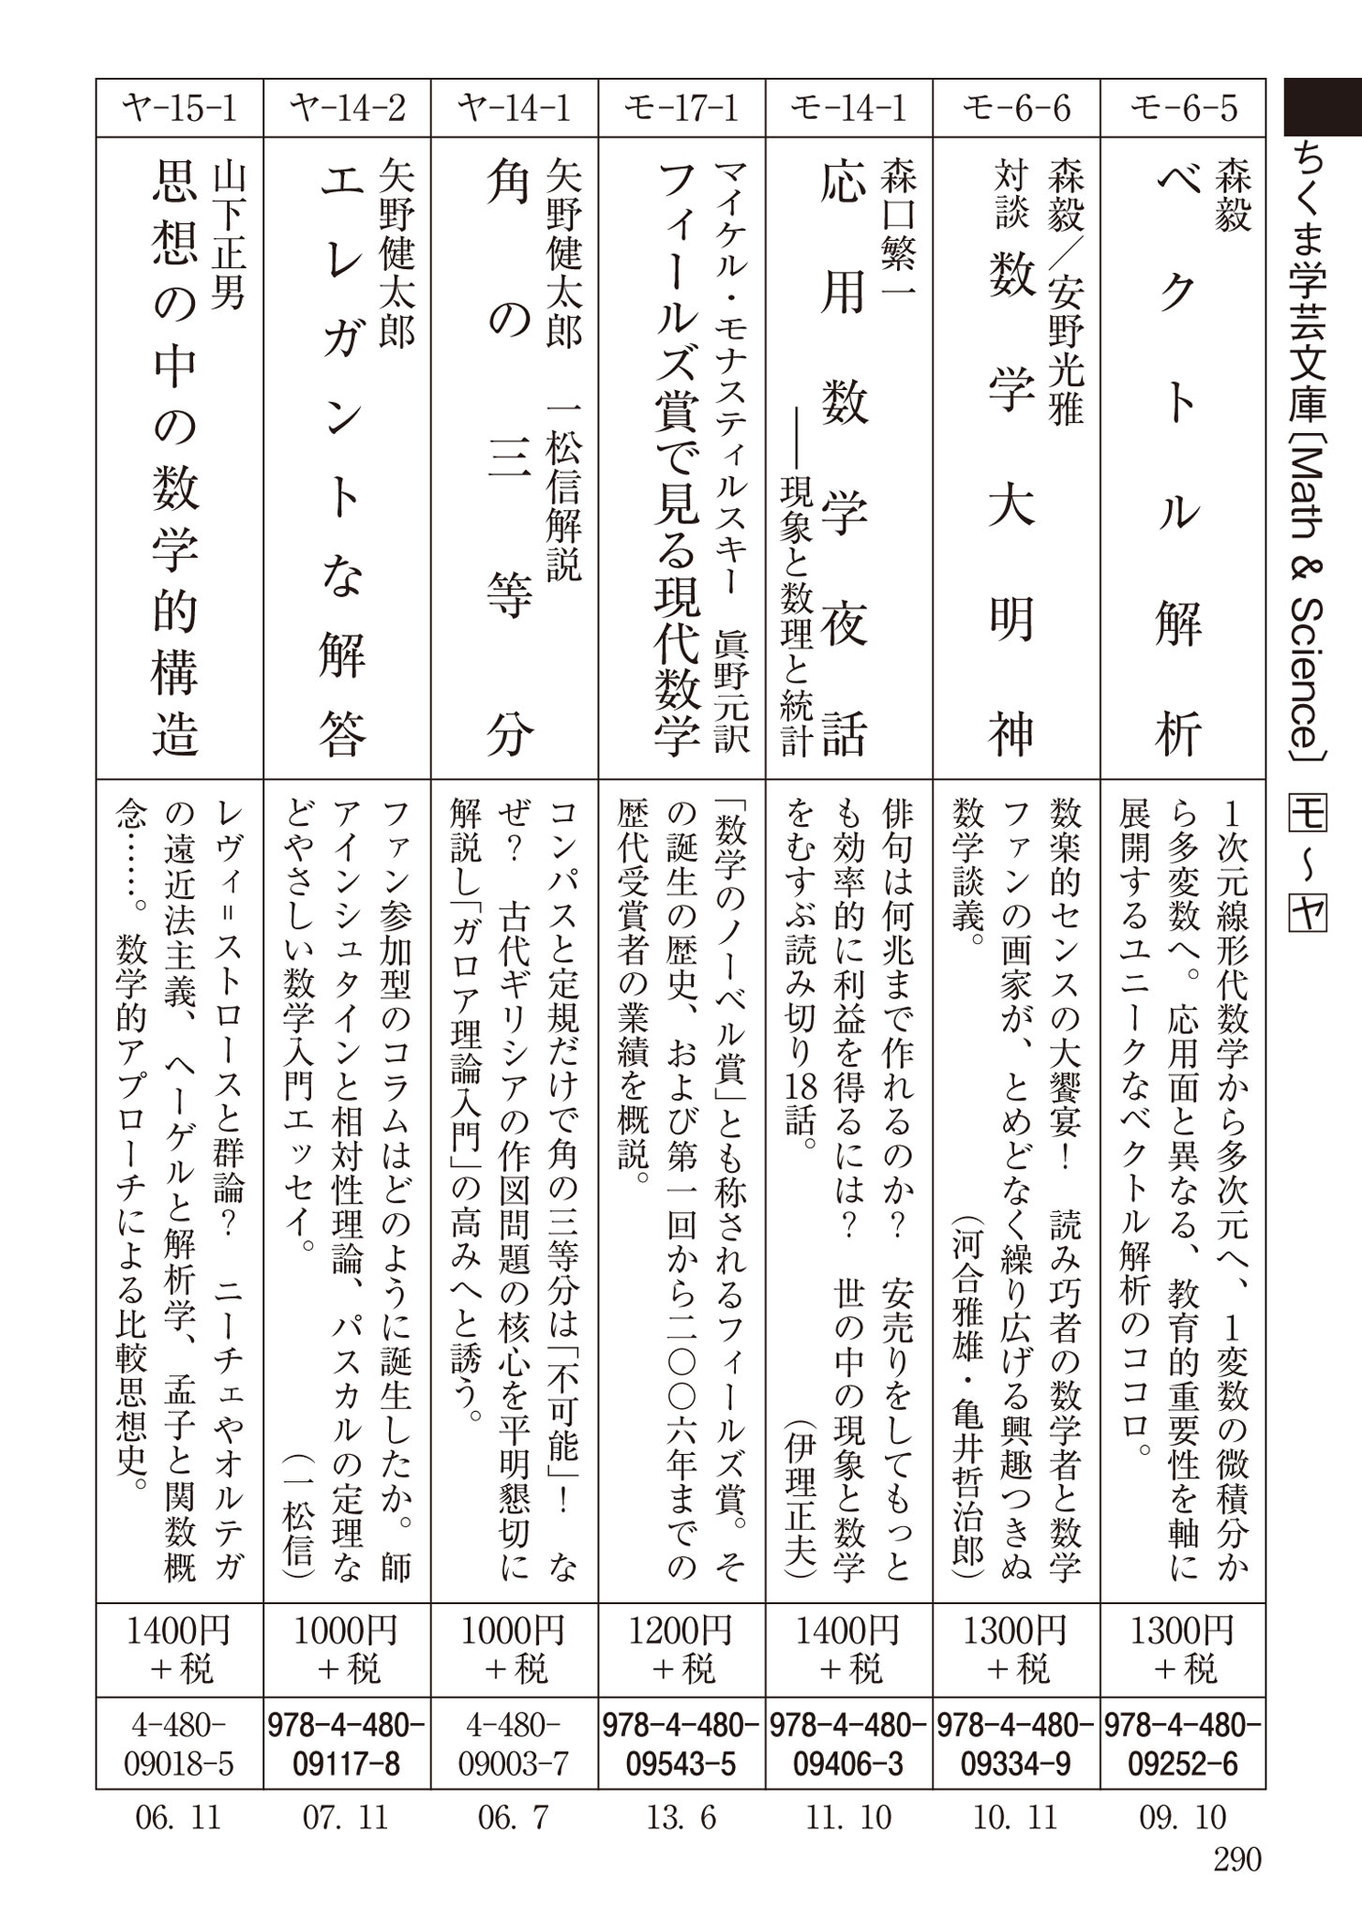 ちくま学芸文庫〔Math & Science〕 モ〜ヤ
モ-6-5
森毅
ベクトル解析
1次元線形代数学から多次元へ、1変数の微積分か
ら多変数へ。応用面と異なる、教育的重要性を軸に
展開するユニークなベクトル解析のココロ。
1300円
+税
978-4-480-
09252-6
09. 10
モ-6-6
森毅／安野光雅
対談 数学大明神
数楽的センスの大饗宴！　読み巧者の数学者と数学
ファンの画家が、とめどなく繰り広げる興趣つきぬ
数学談義。　（河合雅雄・亀井哲治郎）
1300円
+税
978-4-480-
09334-9
10. 11
モ-14-1
森口繁一
応用数学夜話
――現象と数理と統計
俳句は何兆まで作れるのか？　安売りをしてもっと
も効率的に利益を得るには？　世の中の現象と数学
をむすぶ読み切り18話。　（伊理正夫）
1400円
+税
978-4-480-
09406-3
11. 10
モ-17-1
マイケル・モナスティルスキー　眞野元訳
フィールズ賞で見る現代数学
「数学のノーベル賞」とも称されるフィールズ賞。そ
の誕生の歴史、および第一回から二〇〇六年までの
歴代受賞者の業績を概説。
1200円
+税
978-4-480-
09543-5
13. 6
ヤ-14-1
矢野健太郎　一松信解説
角の三等分
コンパスと定規だけで角の三等分は「不可能」！　な
ぜ？　古代ギリシアの作図問題の核心を平明懇切に
解説し「ガロア理論入門」の高みへと誘う。
1000円
+税
4-480-
09003-7
06. 7
ヤ-14-2
矢野健太郎
エレガントな解答
ファン参加型のコラムはどのように誕生したか。師
アインシュタインと相対性理論、パスカルの定理な
どやさしい数学入門エッセイ。　（一松信）
1000円
+税
978-4-480-
09117-8
07. 11
ヤ-15-1
山下正男
思想の中の数学的構造
レヴィ＝ストロースと群論？　ニーチェやオルテガ
の遠近法主義、ヘーゲルと解析学、孟子と関数概
念……。数学的アプローチによる比較思想史。
1400円
+税
4-480-
09018-5
06. 11
290